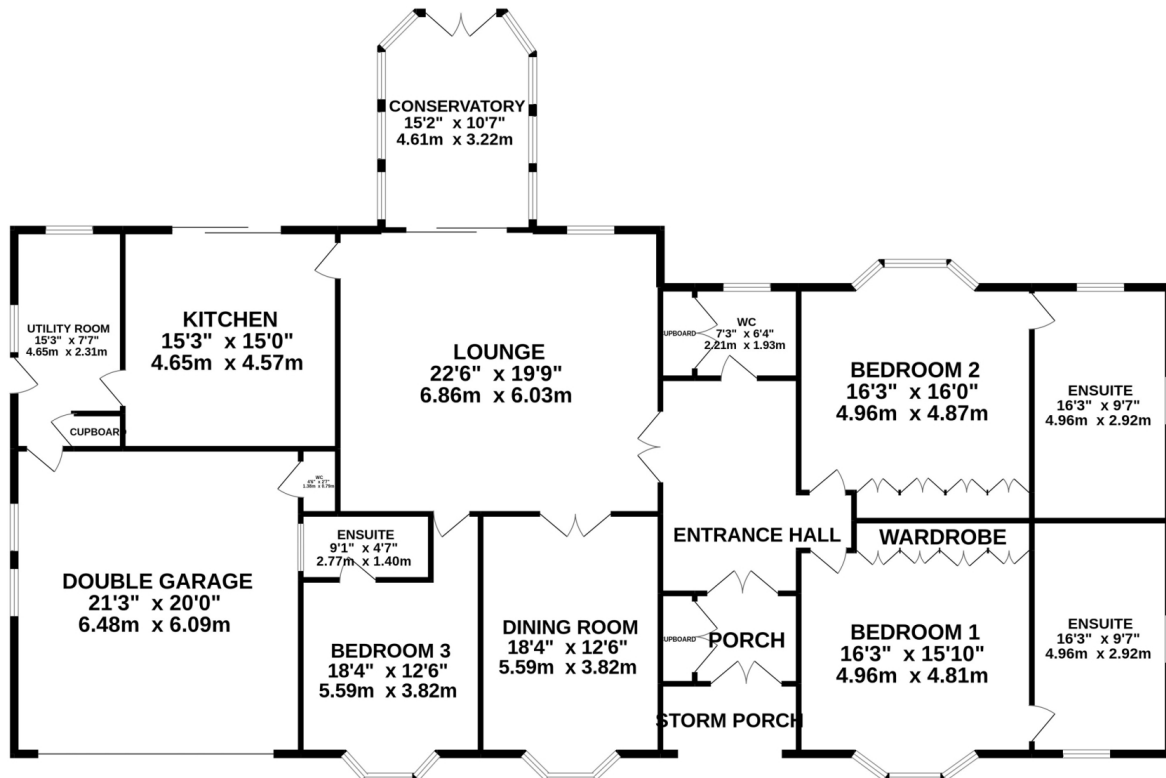 CONSERVATORY
15'2" x 10'7"
4.61m x 3.22m
UTILITY ROOM
15'3" x 7'7"
4.65m x 2.31m
KITCHEN
15'3" x 15'0"
4.65m x 4.57m
LOUNGE
22'6" x 19'9"
6.86m x 6.03m
CUPBOARD
WC
7'3" x 6'4"
2.21m x 1.93m
BEDROOM 2
16'3" x 16'0"
4.96m x 4.87m
ENSUITE
16'3" x 9'7"
4.96m x 2.92m
CUPBOARD
WC
ENSUITE
9'1" x 4'7"
2.77m x 1.40m
ENTRANCE HALL
WARDROBE
DOUBLE GARAGE
21'3" x 20'0"
6.48m x 6.09m
BEDROOM 3
18'4" x 12'6"
5.59m x 3.82m
DINING ROOM
18'4" x 12'6"
5.59m x 3.82m
CUPBOARD
PORCH
BEDROOM 1
16'3" x 15'10"
4.96m x 4.81m
ENSUITE
16'3" x 9'7"
4.96m x 2.92m
STORM PORCH